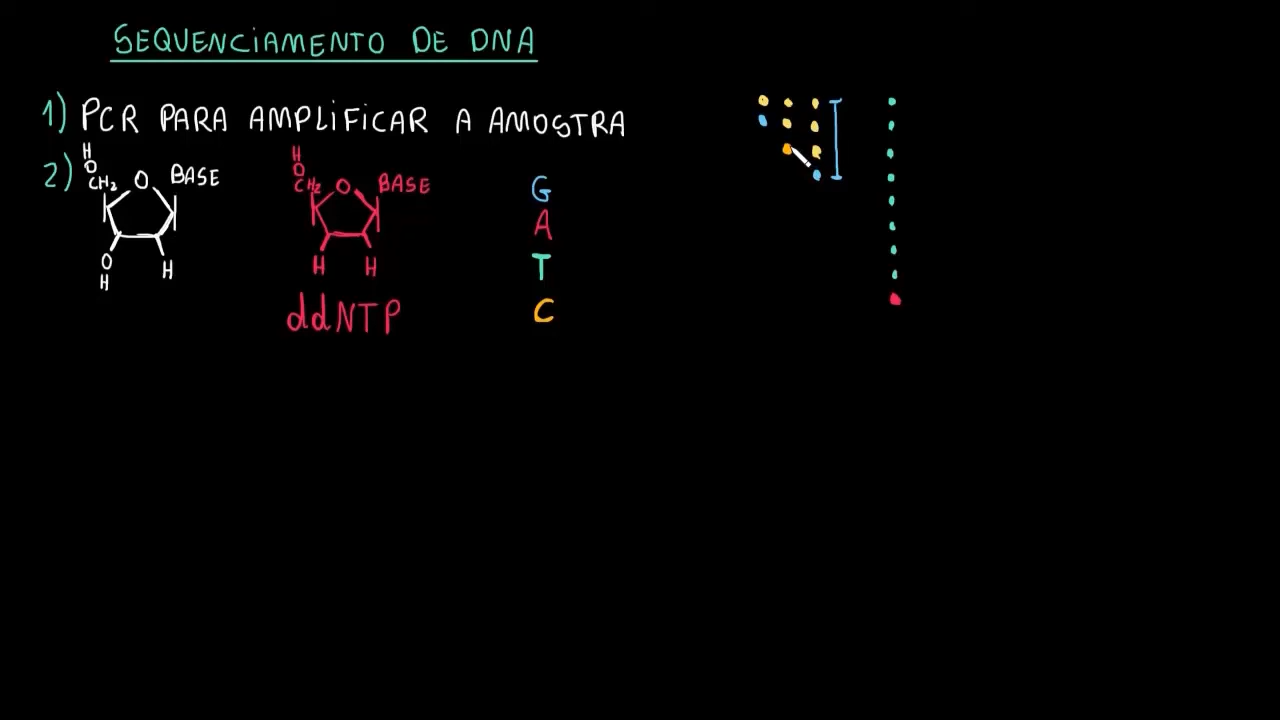 SEQUENCIAMENTO DE DNA
1) PCR PARA AMPLIFICAR A AMOSTRA
2)
H
O
CH₂ O BASE
O H
H
H
O
CH₂ O BASE
H H
ddNTP
G
A
T
C